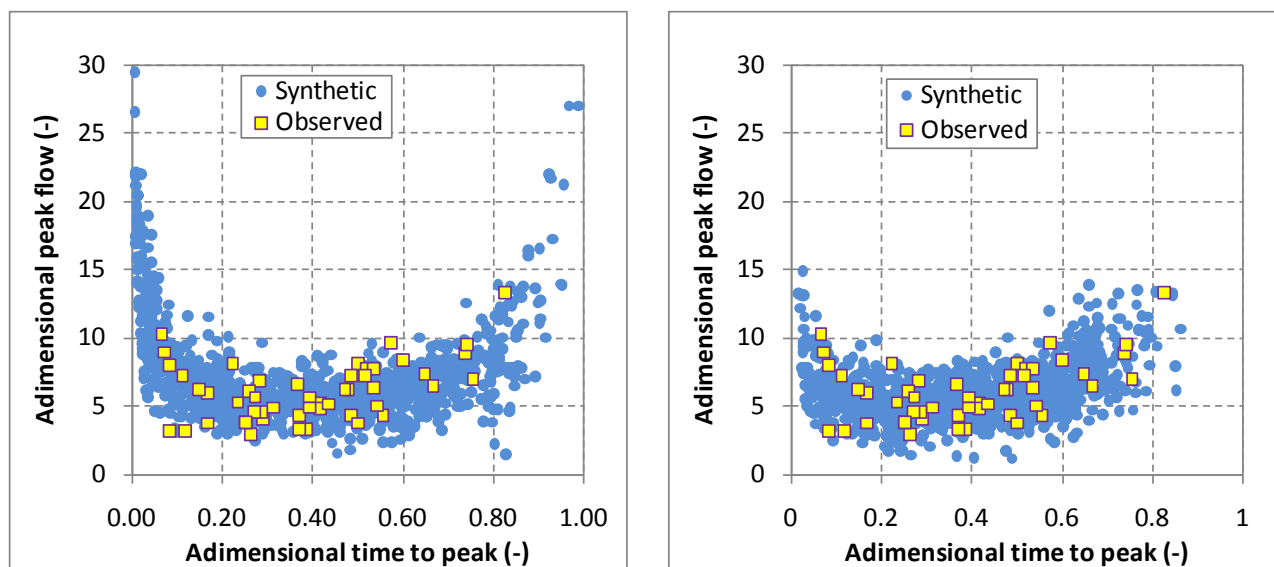 30
25
20
15
10
5
0
Adimensional peak flow (-)
Synthetic
Observed
0.00 0.20 0.40 0.60 0.80 1.00
Adimensional time to peak (-)
30
25
20
15
10
5
0
Adimensional peak flow (-)
Synthetic
Observed
0 0.2 0.4 0.6 0.8 1
Adimensional time to peak (-)